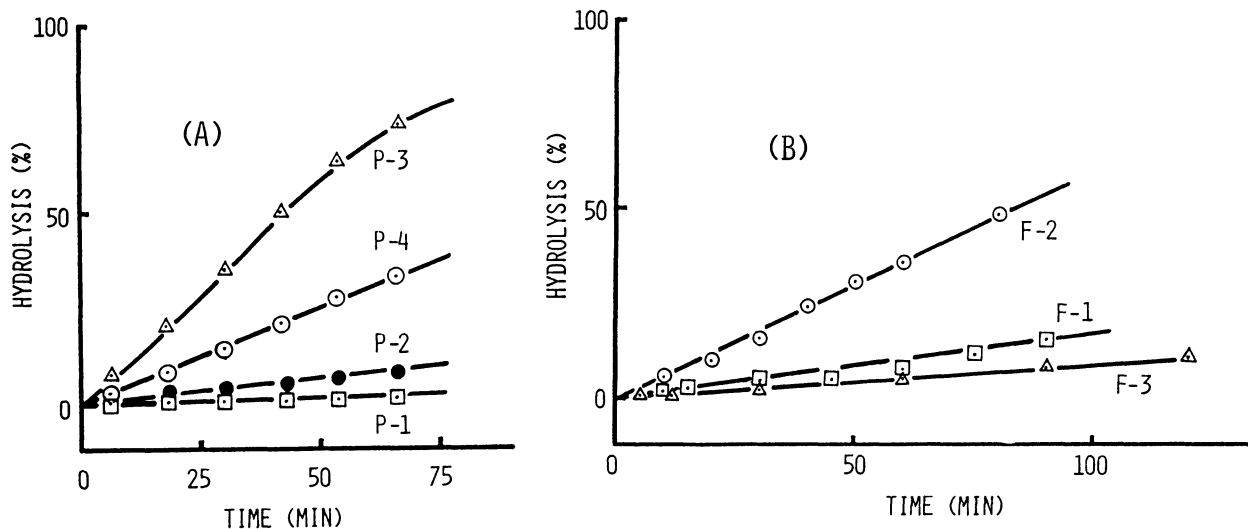 100
50
0
HYDROLYSIS (%)
(A)
P-3
P-4
P-2
P-1
0 25 50 75
TIME (MIN)
100
50
0
HYDROLYSIS (%)
(B)
F-2
F-1
F-3
0 50 100
TIME (MIN)